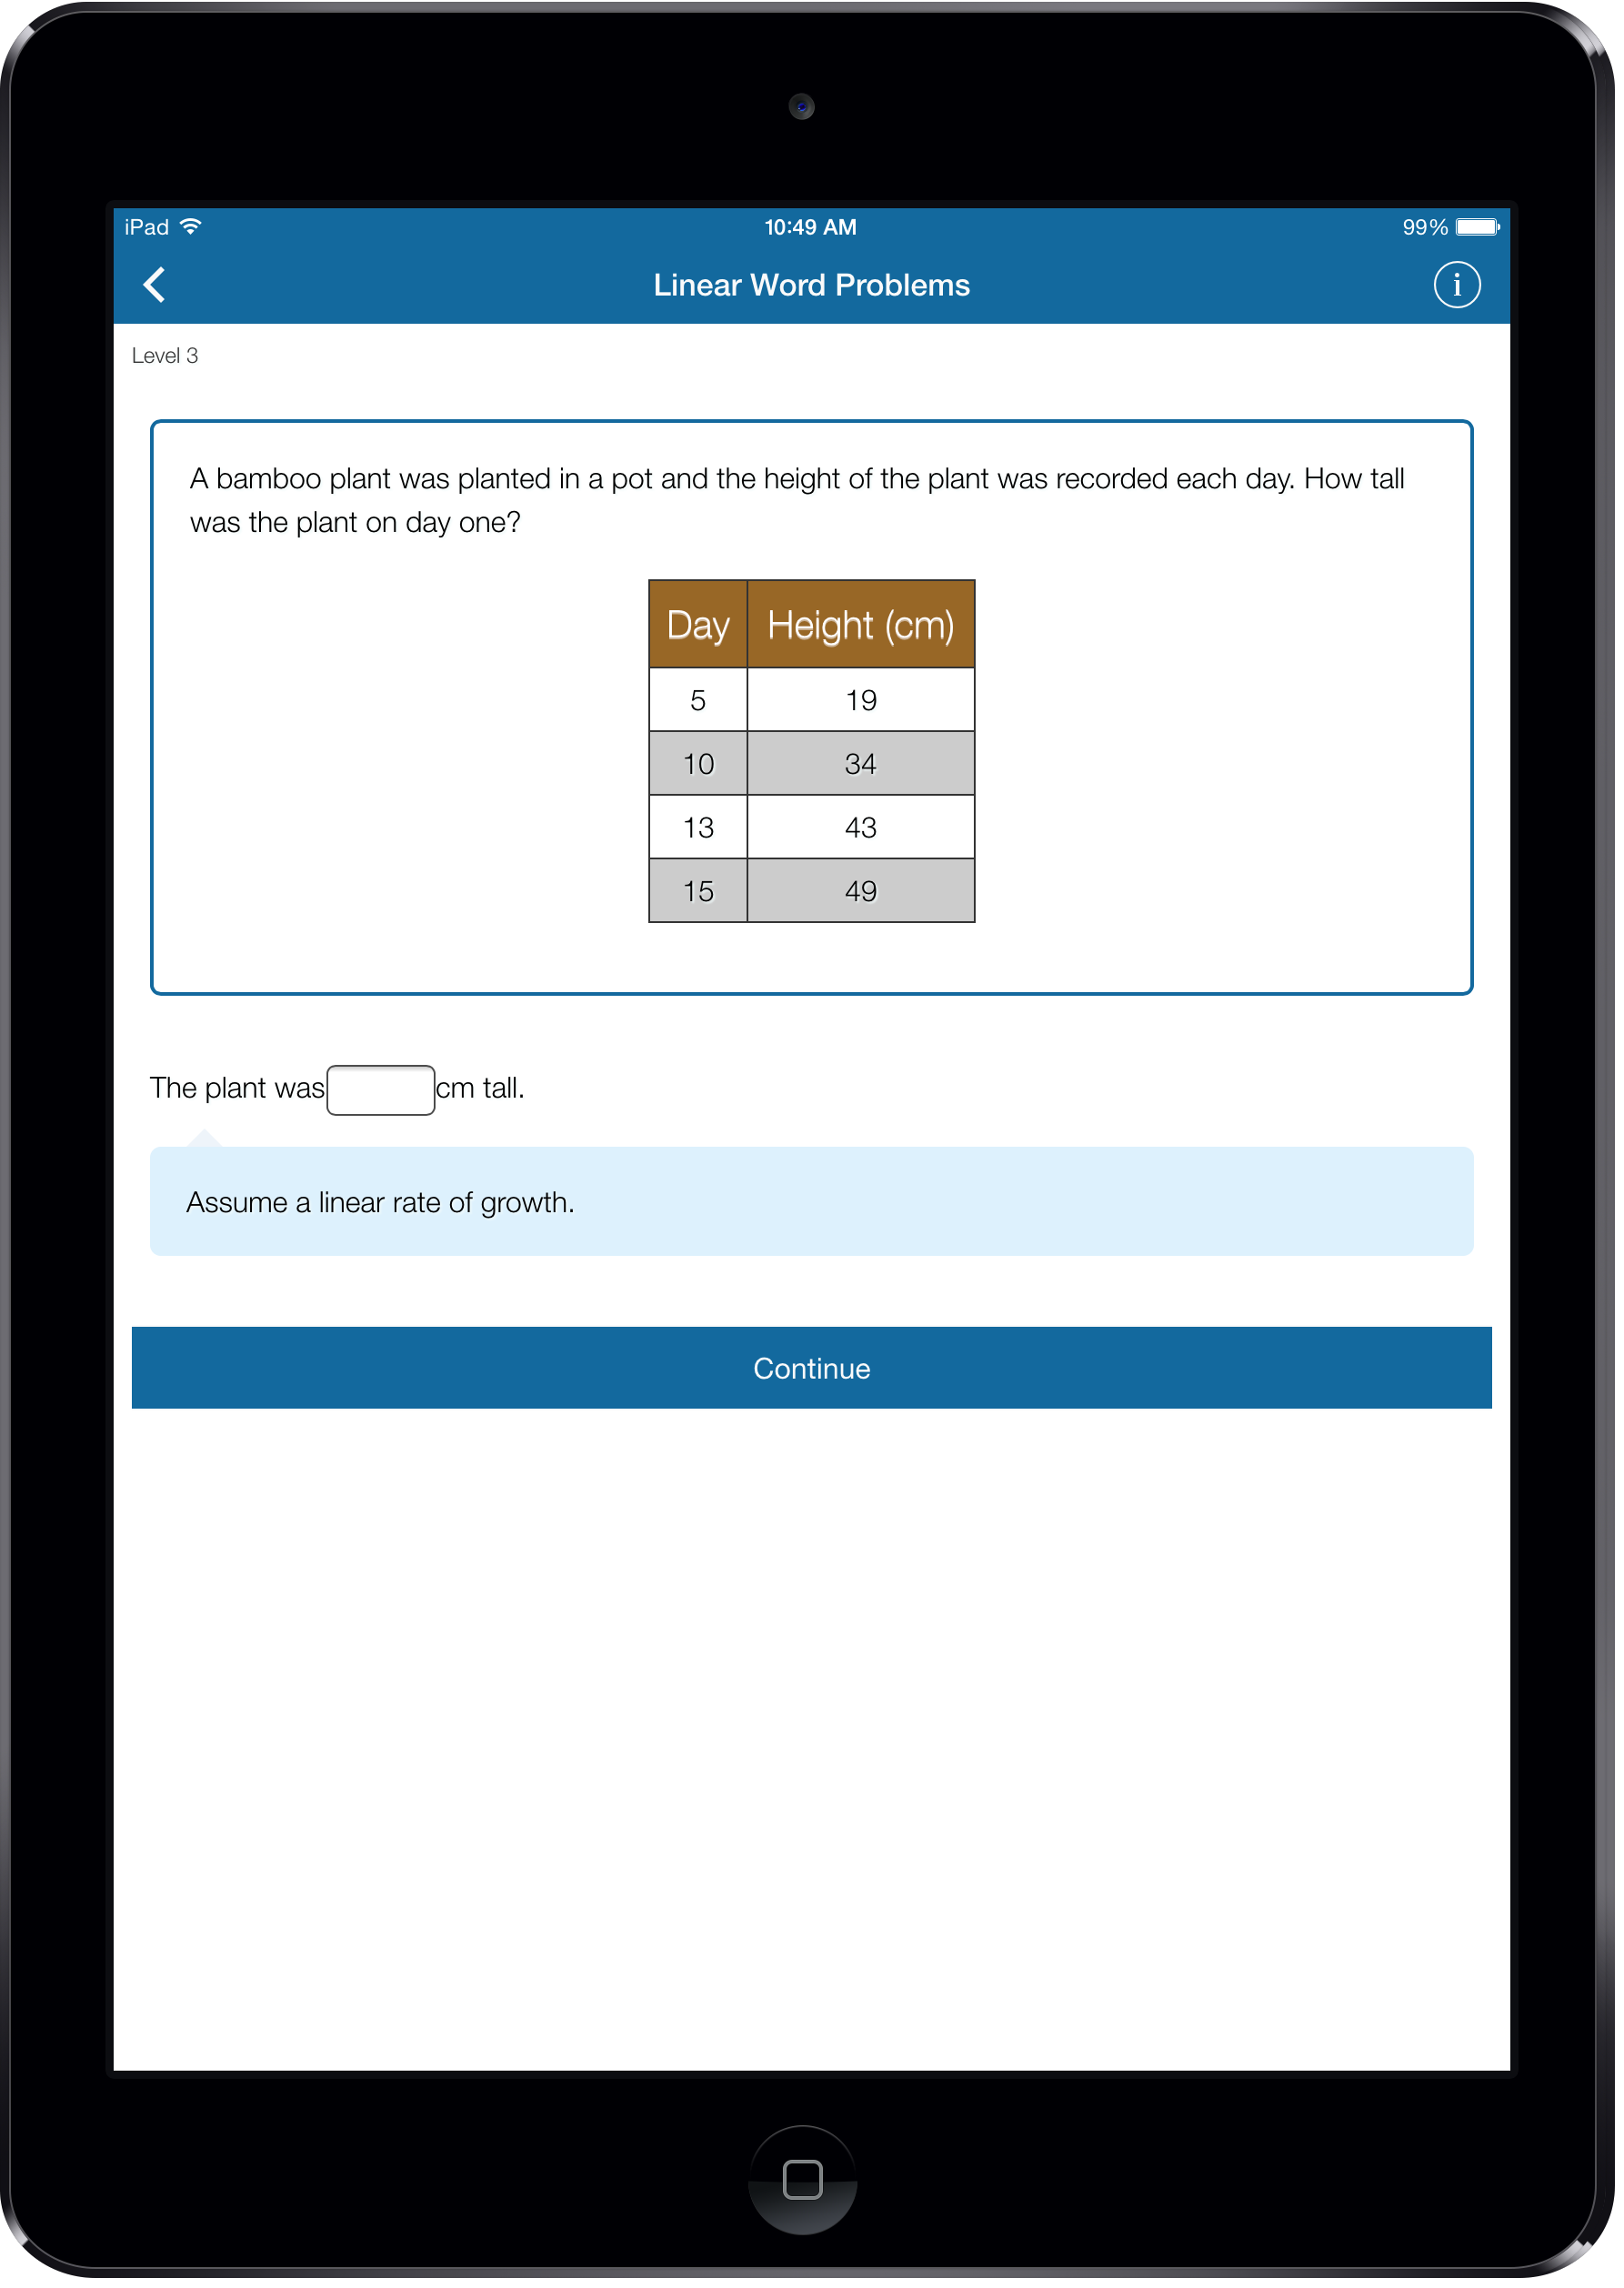 iPad 10:49 AM 99%
Linear Word Problems i
Level 3
A bamboo plant was planted in a pot and the height of the plant was recorded each day. How tall
was the plant on day one?
Day Height (cm)
5 19
10 34
13 43
15 49
The plant was cm tall.
Assume a linear rate of growth.
Continue